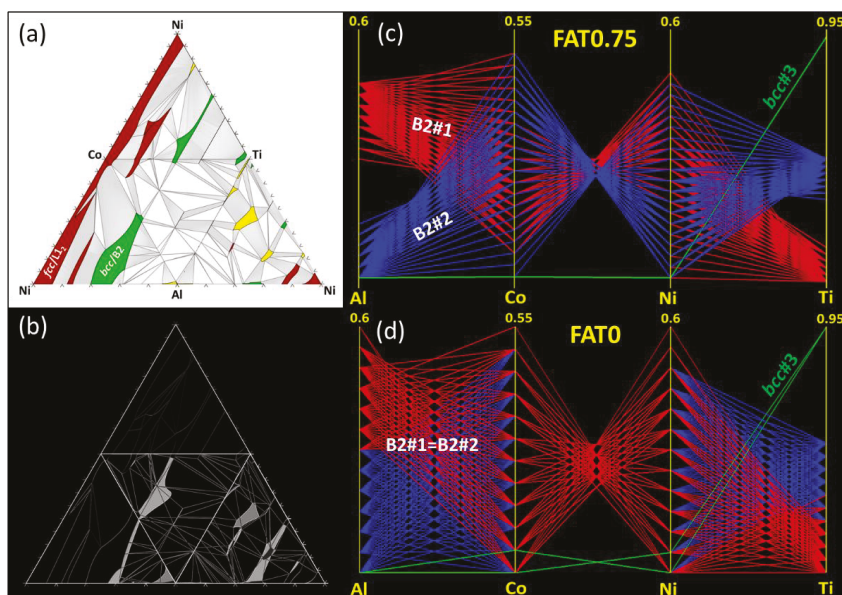 (a)
Ni
Co
Ti
fcc/L1₂
bcc/B2
Ni
Al
Ni
(b)
(c)
0.6
0.55
0.6
0.95
FAT0.75
B2#1
B2#2
bcc#3
Al
Co
Ni
Ti
(d)
0.6
0.55
0.6
0.95
FAT0
B2#1=B2#2
bcc#3
Al
Co
Ni
Ti